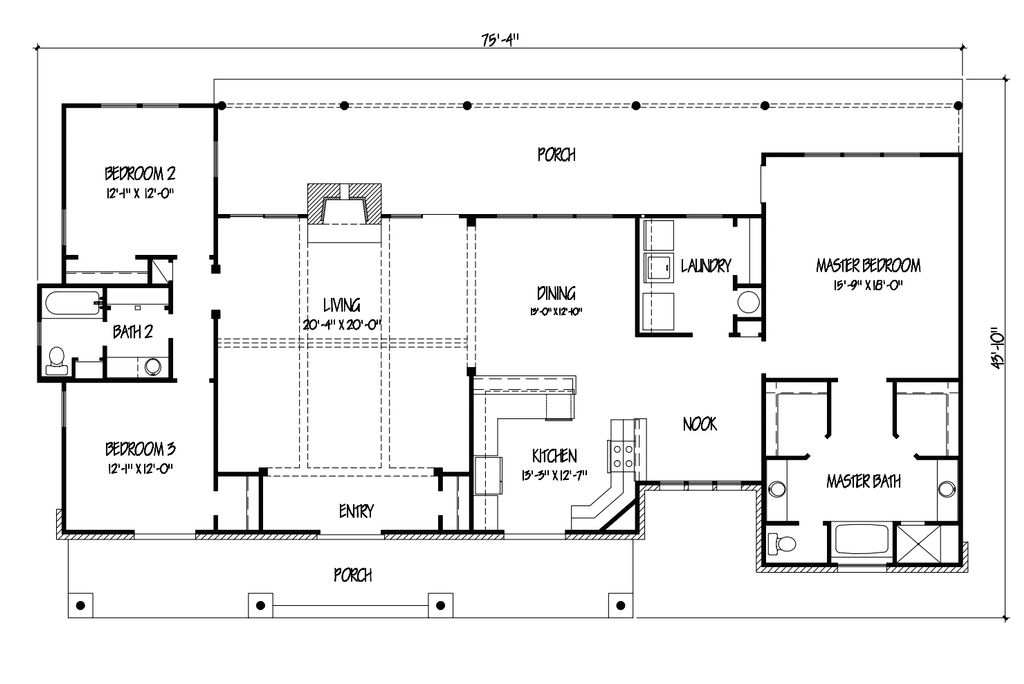 75'-4"
PORCH
BEDROOM 2
12'-1" X 12'-0"
MASTER BEDROOM
15'-9" X 18'-0"
LAUNDRY
DINING
13'-0" X 12'-10"
LIVING
20'-4" X 20'-0"
BATH 2
43'-10"
NOOK
BEDROOM 3
12'-1" X 12'-0"
KITCHEN
13'-3" X 12'-7"
MASTER BATH
ENTRY
PORCH